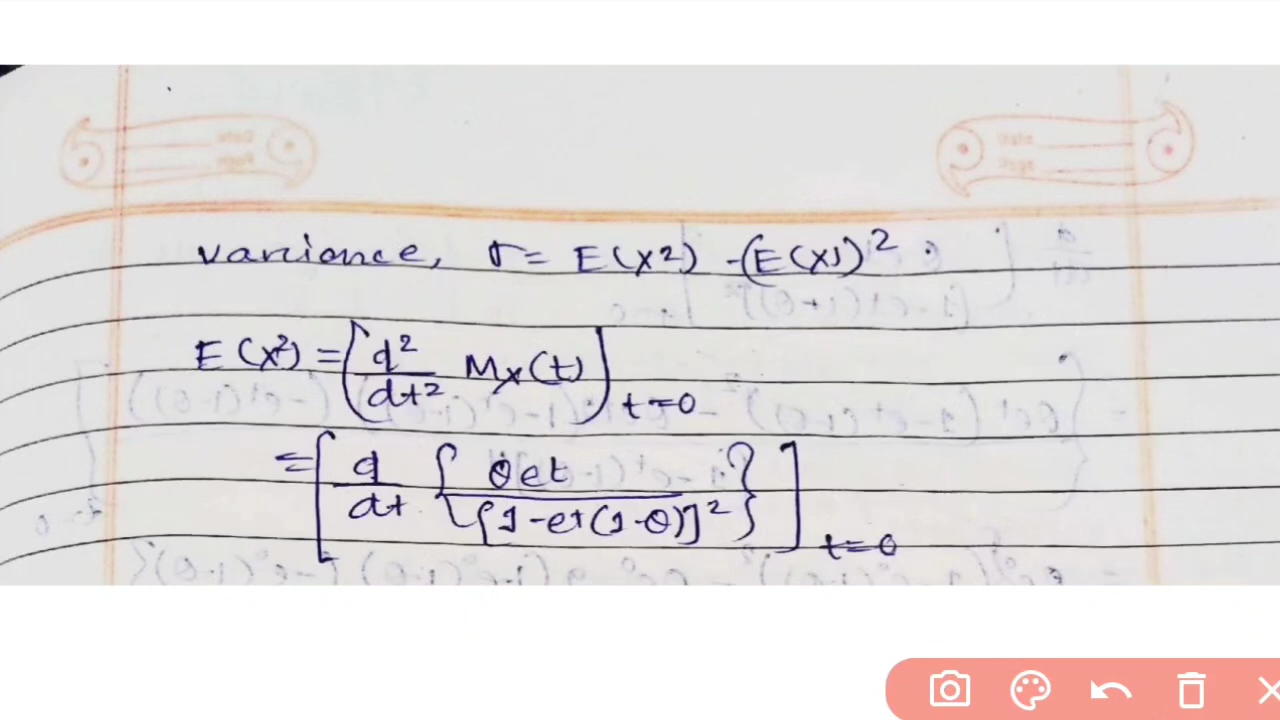 variance, σ = E(X²) - (E(X))².
E(X²) = (d²/dt² Mx(t)) t=0
= [d/dt {θet/[1-et(1-θ)]²}] t=0